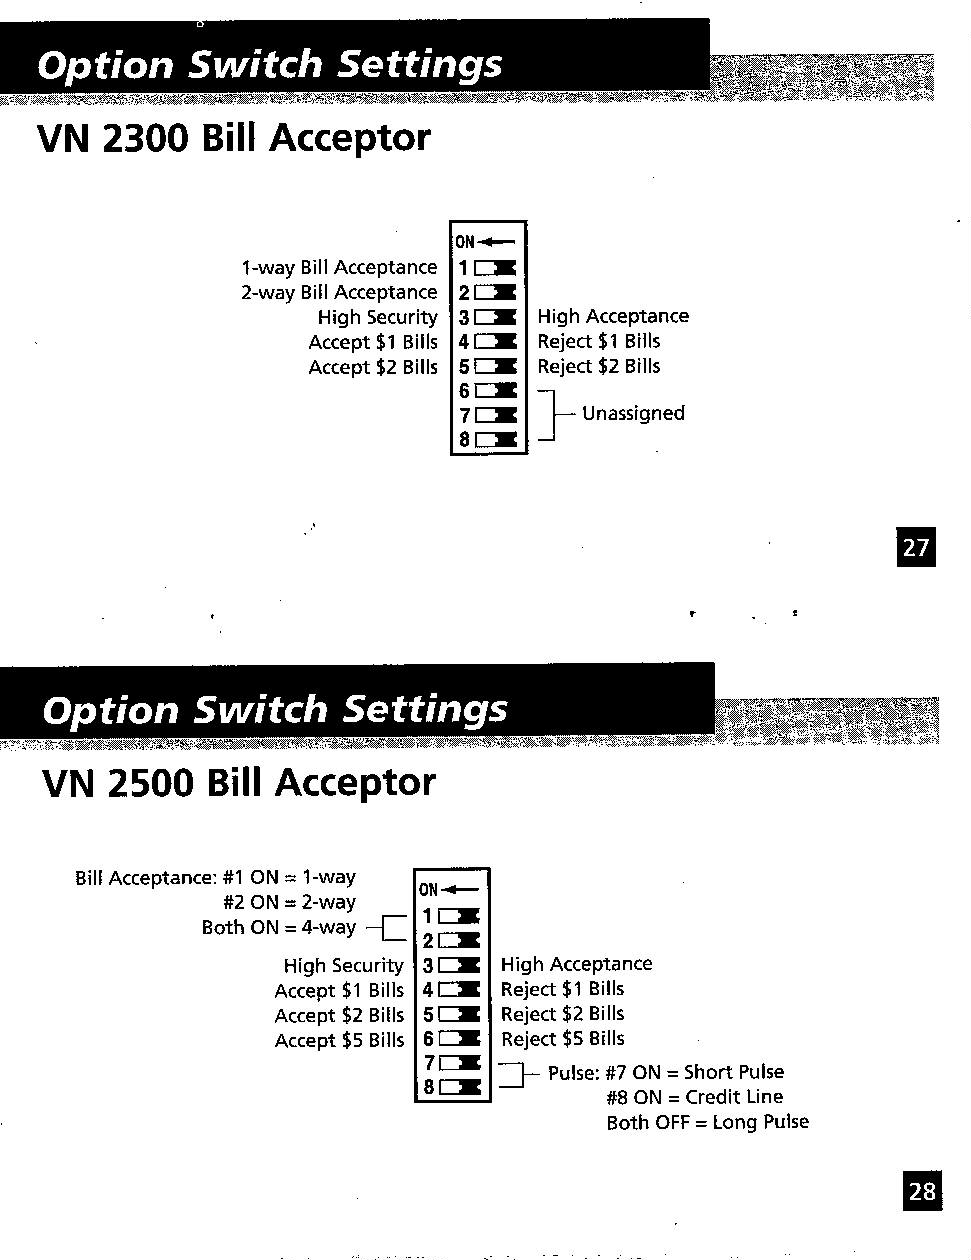 Option Switch Settings
VN 2300 Bill Acceptor
ON
1-way Bill Acceptance 1
2-way Bill Acceptance 2
High Security 3 High Acceptance
Accept $1 Bills 4 Reject $1 Bills
Accept $2 Bills 5 Reject $2 Bills
6
7 Unassigned
8
27
Option Switch Settings
VN 2500 Bill Acceptor
Bill Acceptance: #1 ON = 1-way ON
#2 ON = 2-way 1
Both ON = 4-way 2
High Security 3 High Acceptance
Accept $1 Bills 4 Reject $1 Bills
Accept $2 Bills 5 Reject $2 Bills
Accept $5 Bills 6 Reject $5 Bills
7 Pulse: #7 ON = Short Pulse
8 #8 ON = Credit Line
Both OFF = Long Pulse
28